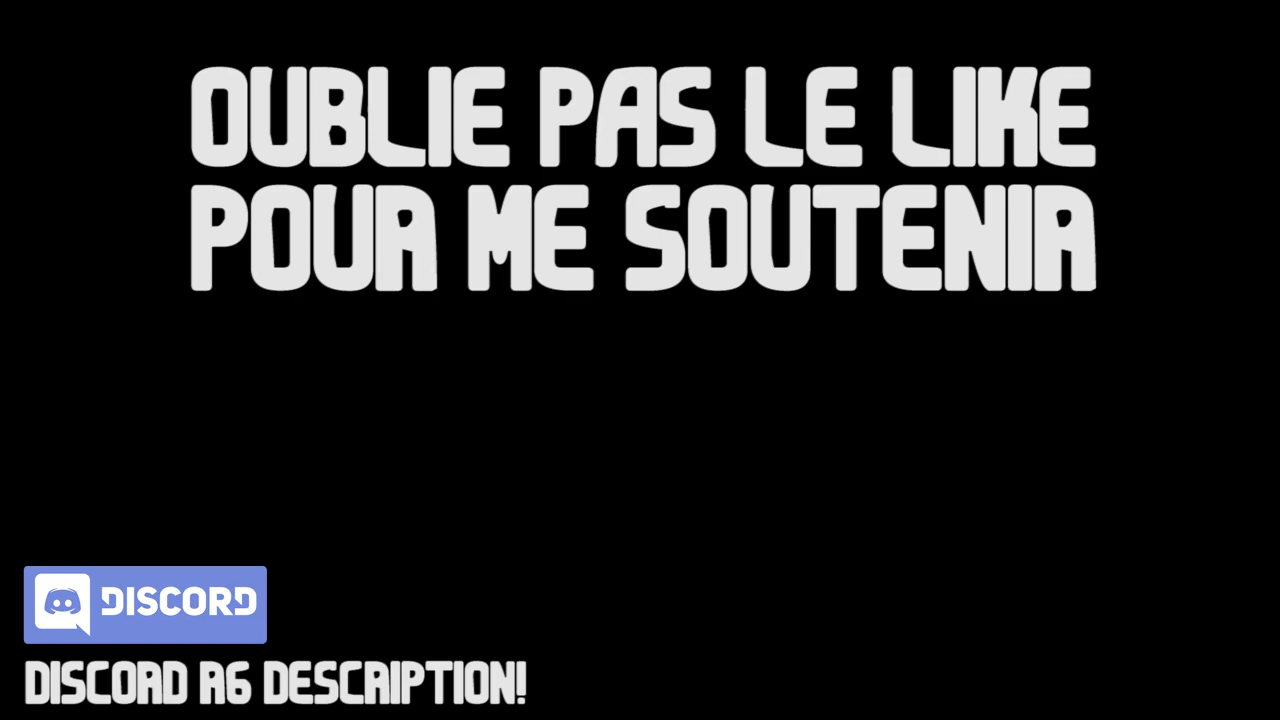 OUBLIE PAS LE LIKE
POUR ME SOUTENIR
DISCORD
DISCORD R6 DESCRIPTION!